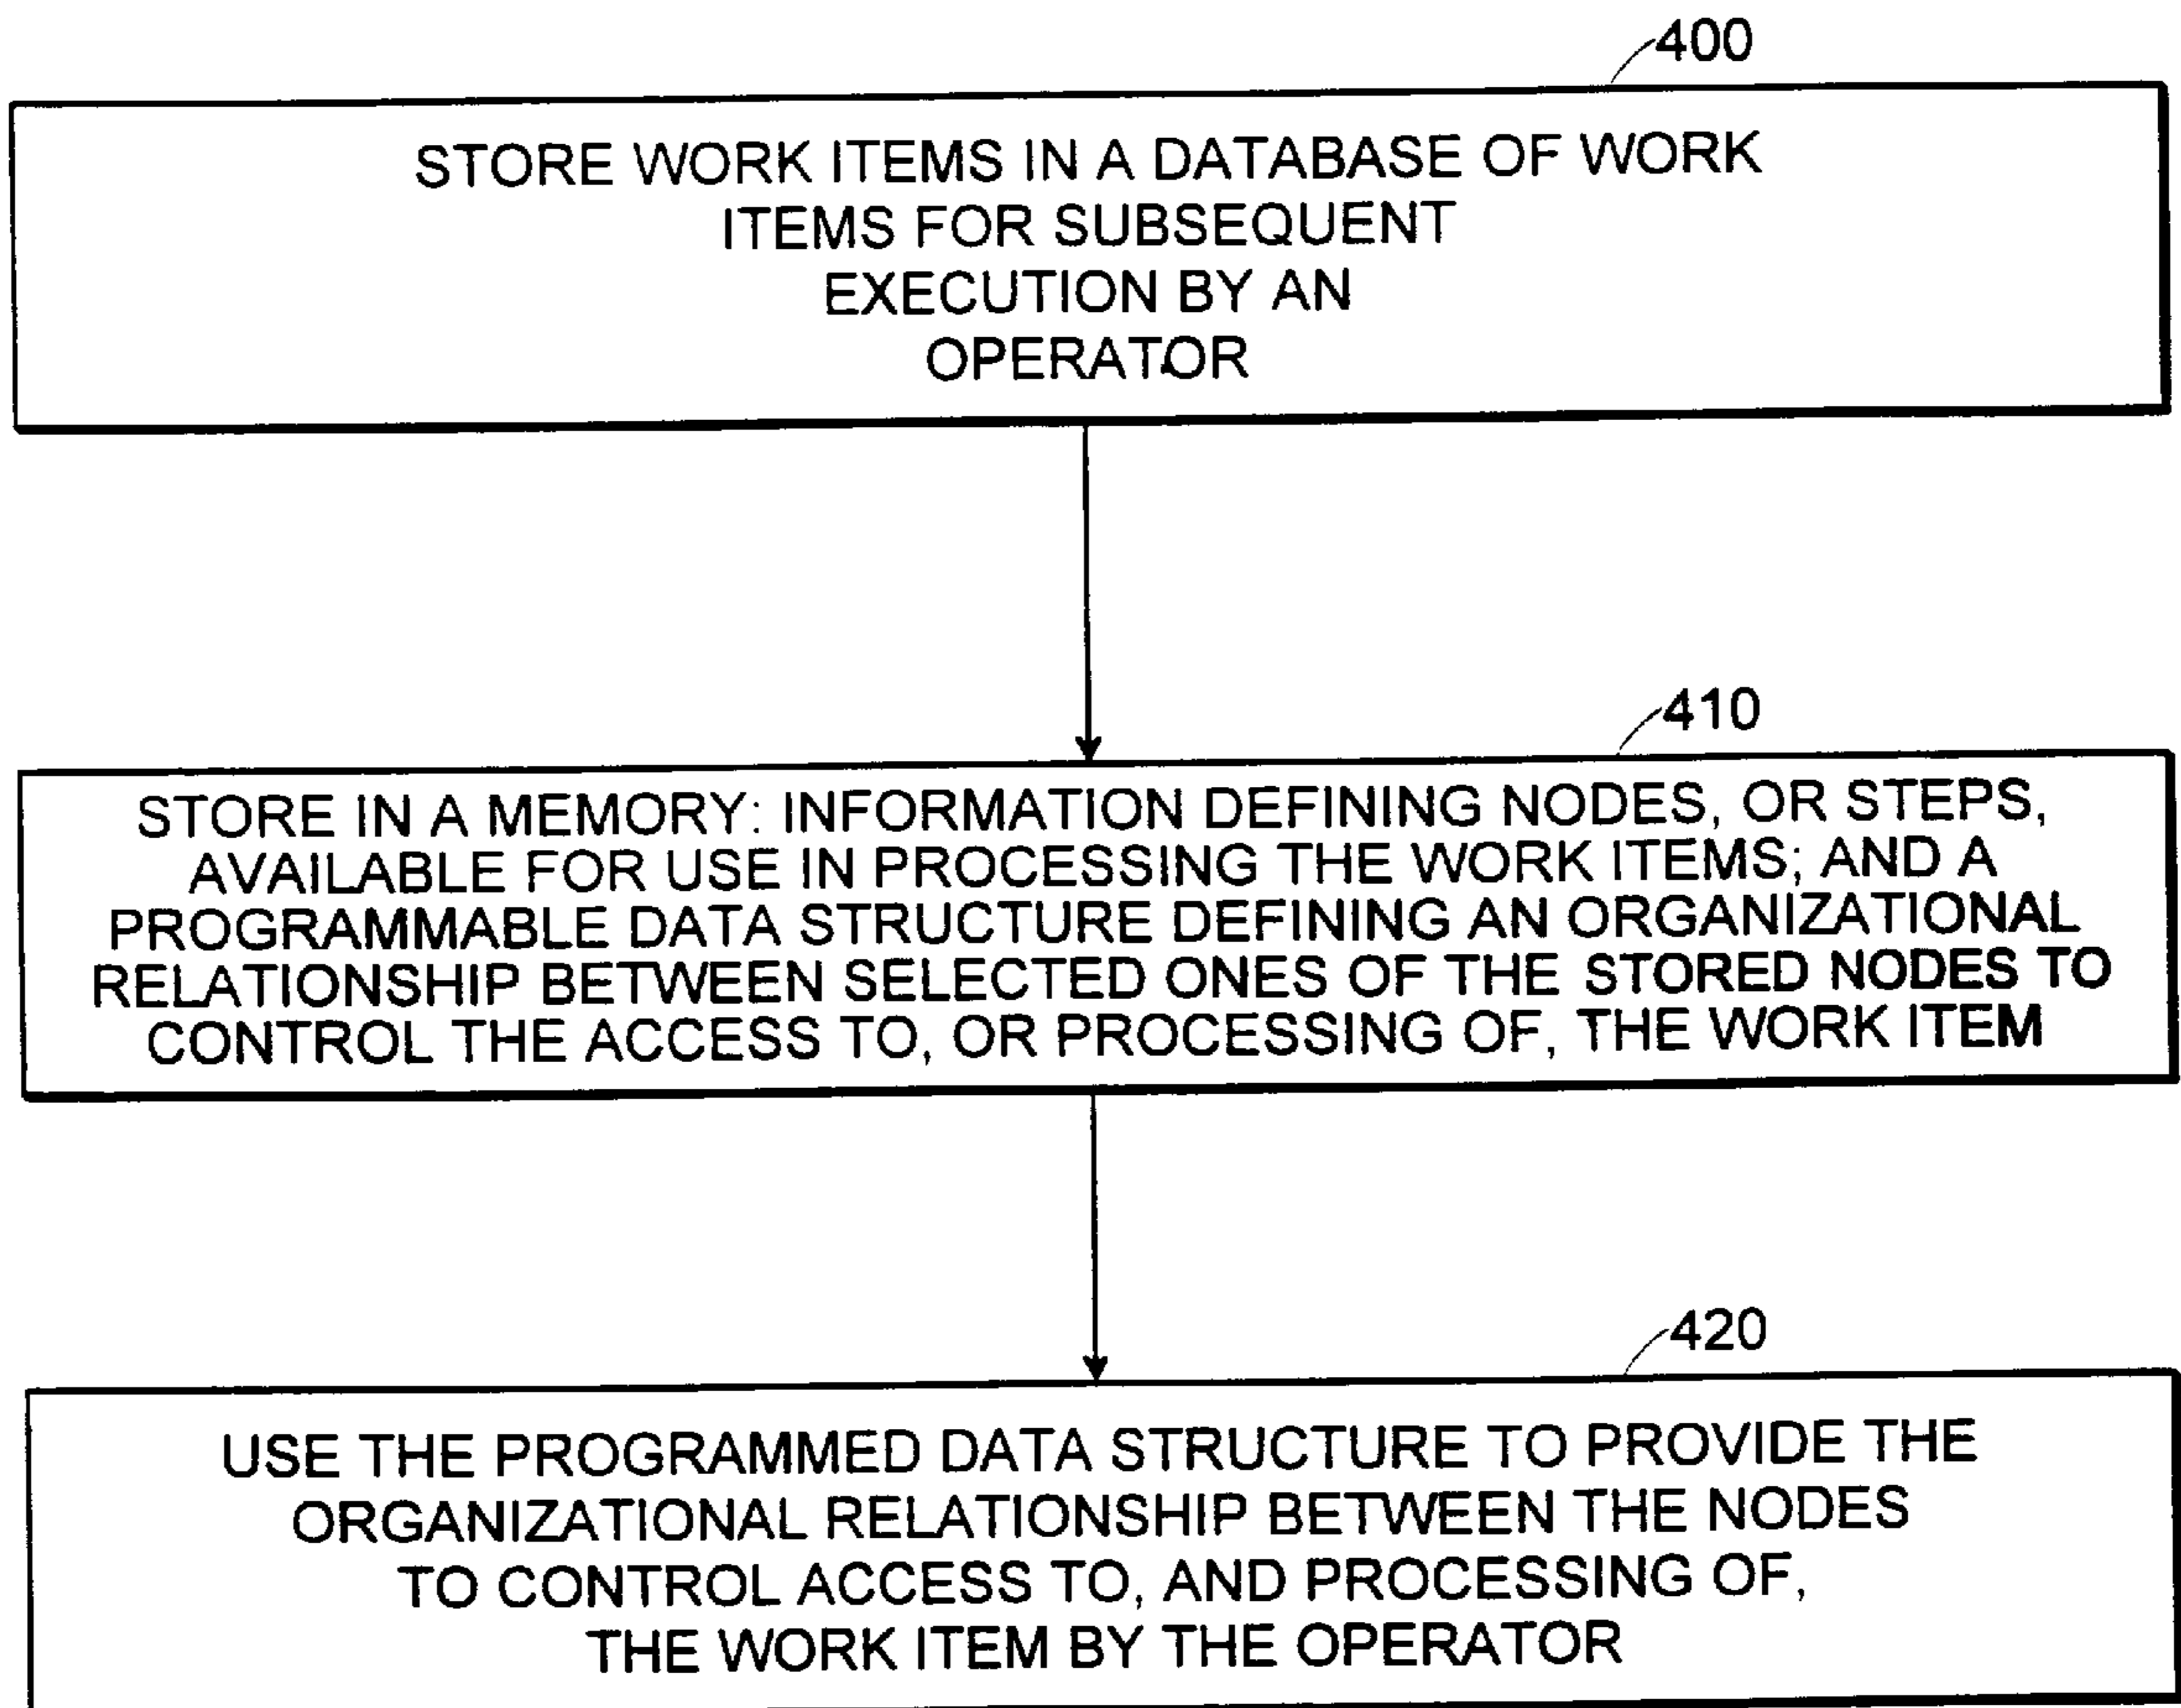 400
STORE WORK ITEMS IN A DATABASE OF WORK
ITEMS FOR SUBSEQUENT
EXECUTION BY AN
OPERATOR
410
STORE IN A MEMORY: INFORMATION DEFINING NODES, OR STEPS,
AVAILABLE FOR USE IN PROCESSING THE WORK ITEMS; AND A
PROGRAMMABLE DATA STRUCTURE DEFINING AN ORGANIZATIONAL
RELATIONSHIP BETWEEN SELECTED ONES OF THE STORED NODES TO
CONTROL THE ACCESS TO, OR PROCESSING OF, THE WORK ITEM
420
USE THE PROGRAMMED DATA STRUCTURE TO PROVIDE THE
ORGANIZATIONAL RELATIONSHIP BETWEEN THE NODES
TO CONTROL ACCESS TO, AND PROCESSING OF,
THE WORK ITEM BY THE OPERATOR